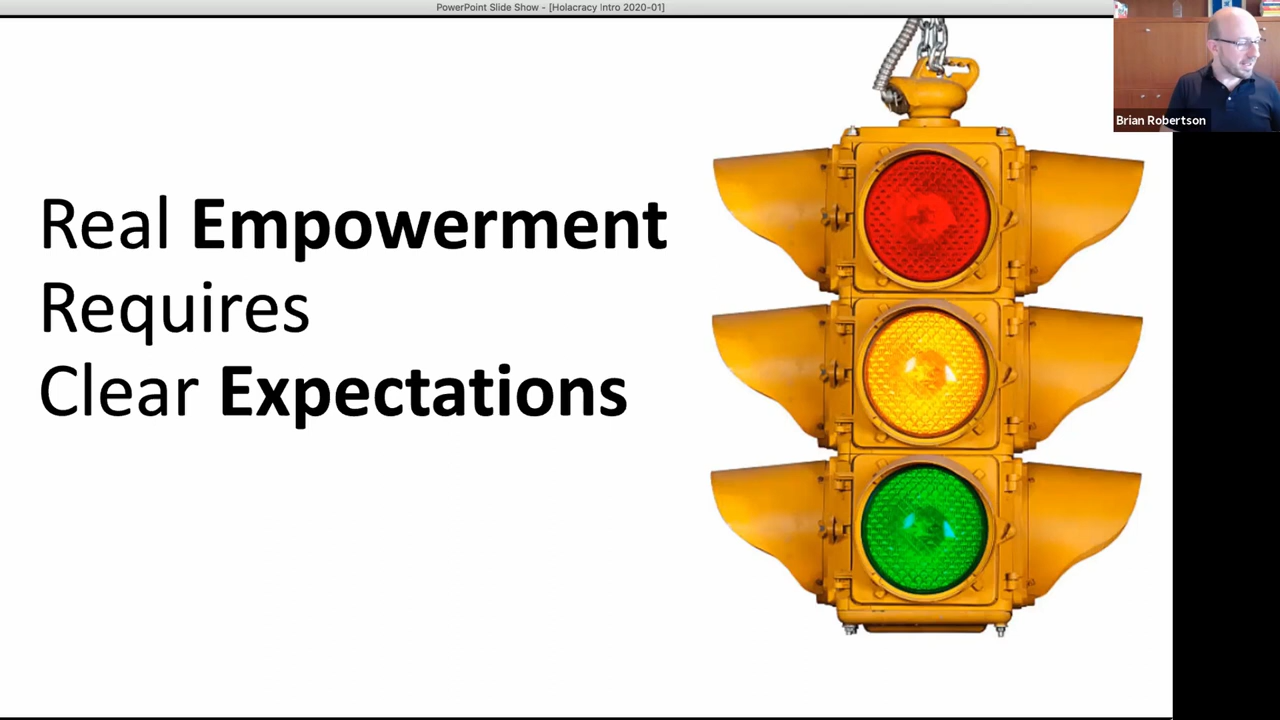 PowerPoint Slide Show - [Holacracy Intro 2020-01]
Real Empowerment
Requires
Clear Expectations
Brian Robertson